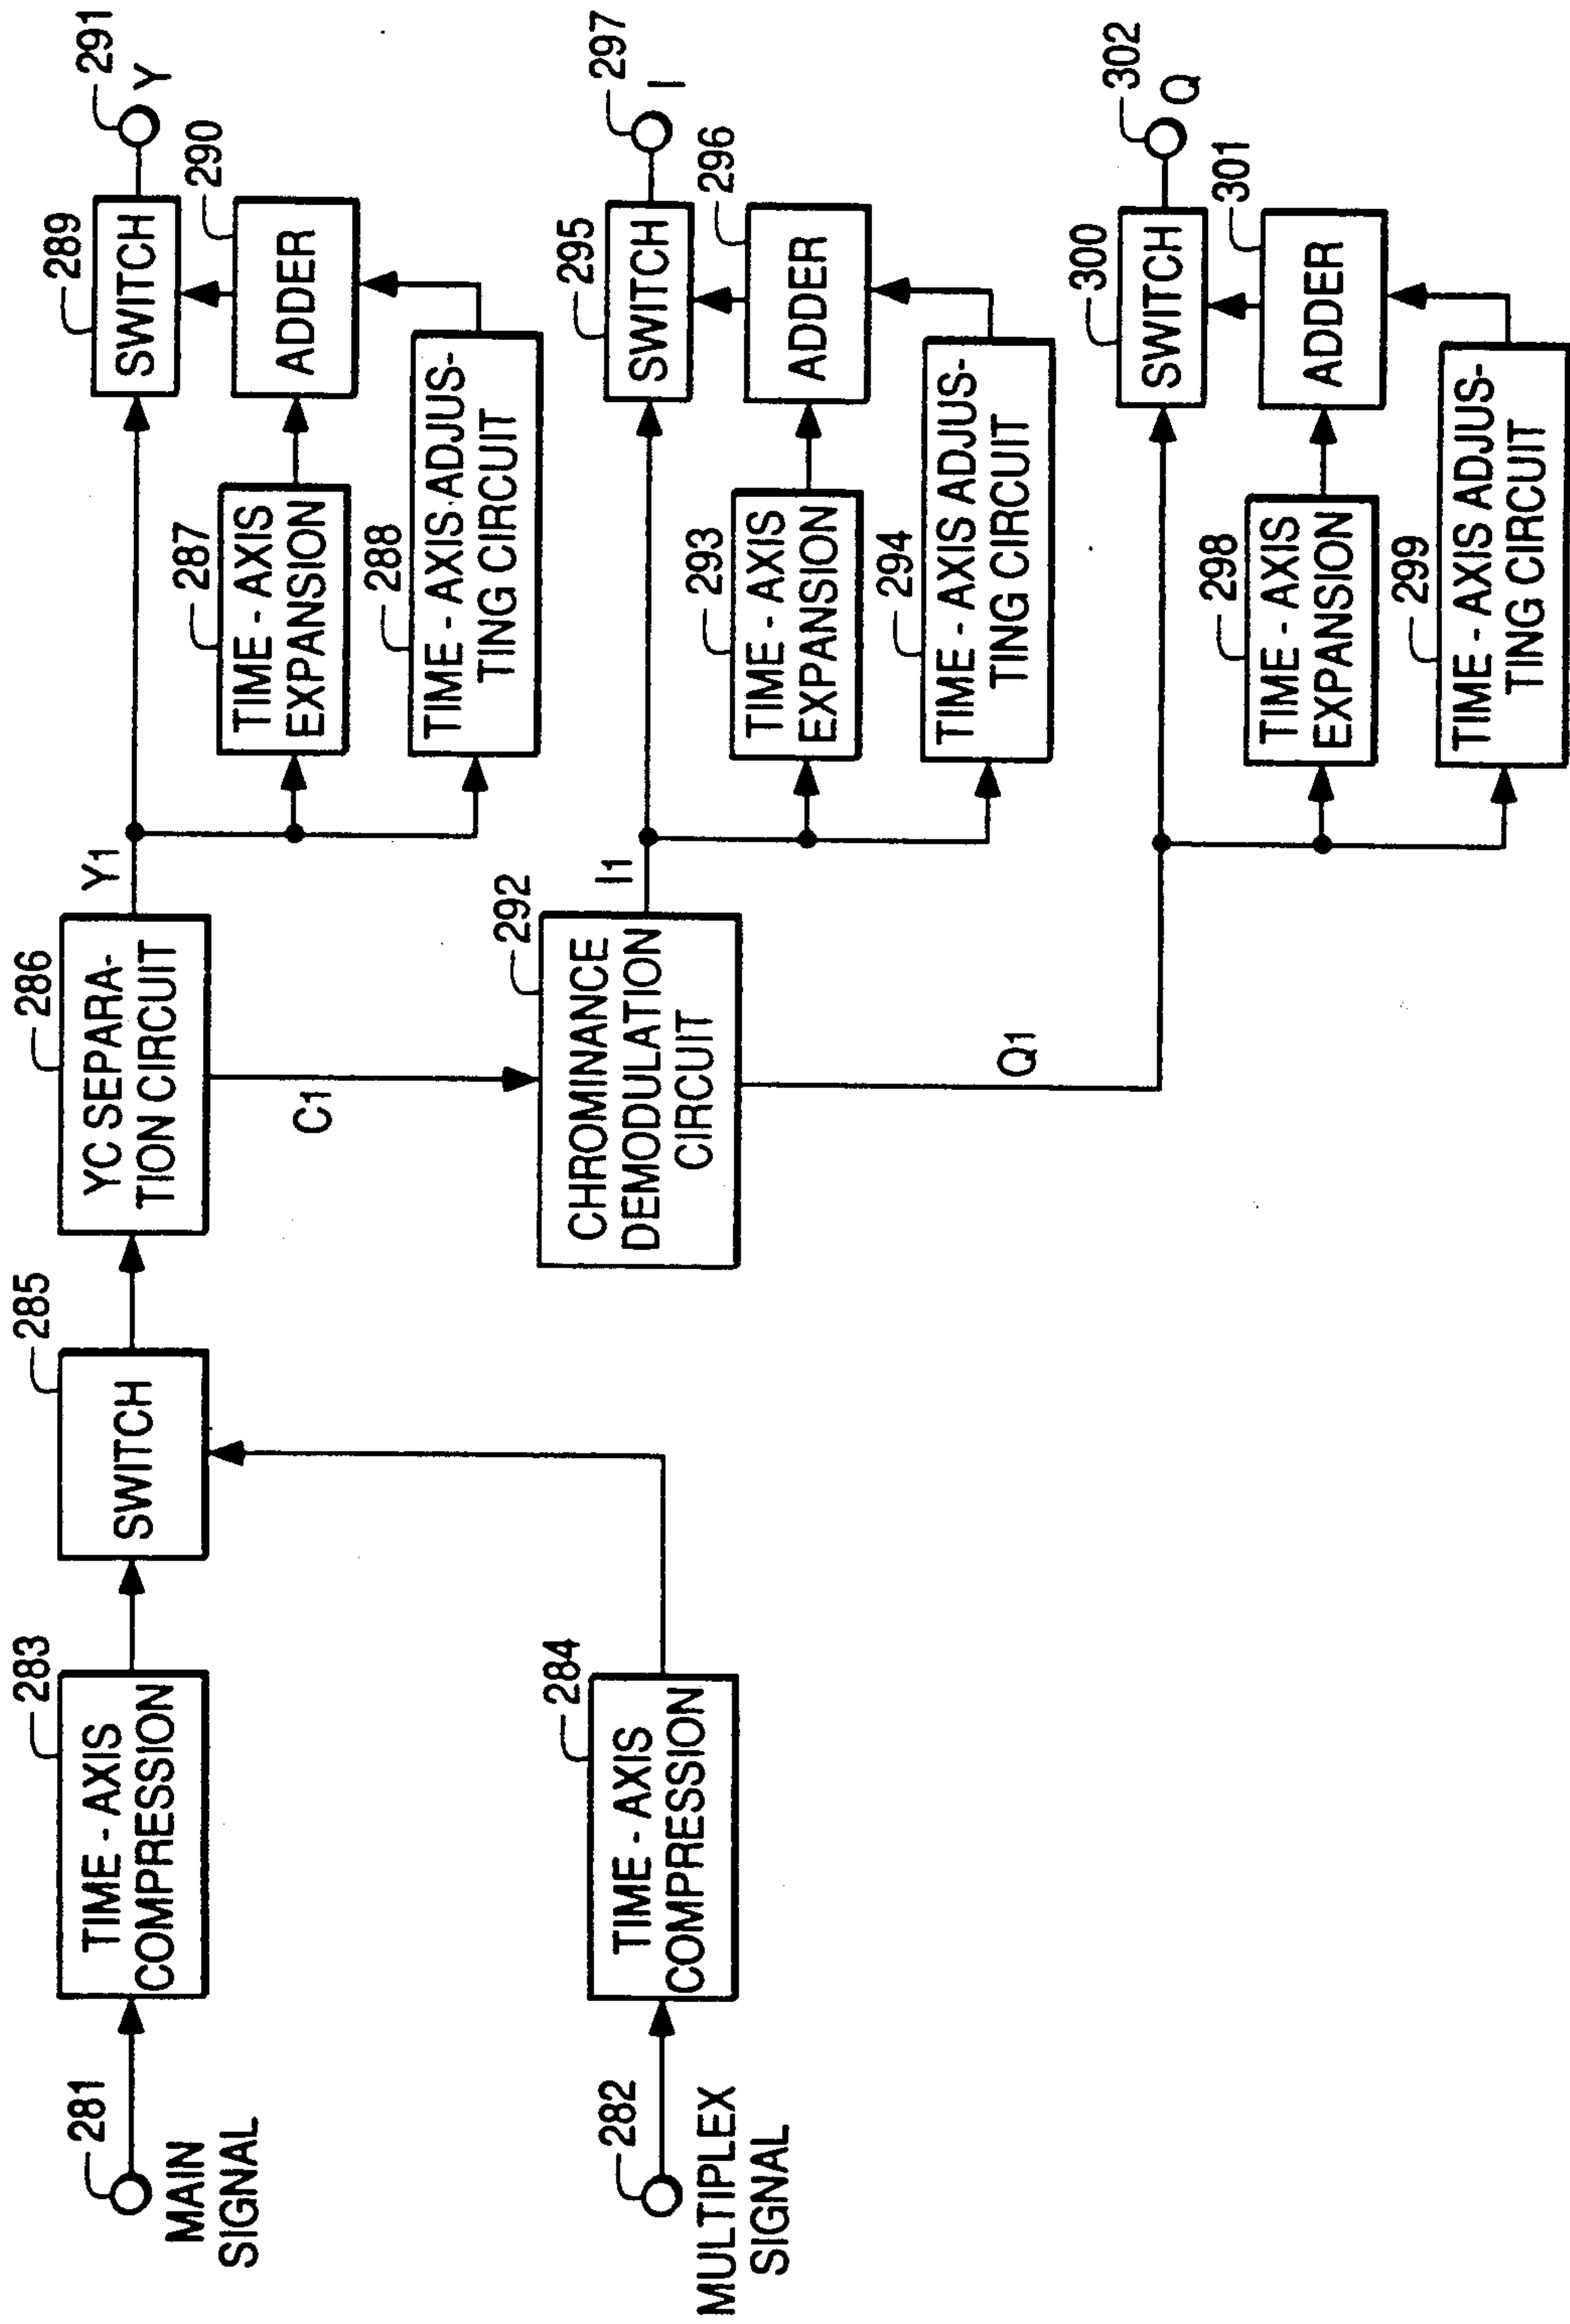 281
MAIN
SIGNAL
283
TIME - AXIS
COMPRESSION
285
SWITCH
282
MULTIPLEX
SIGNAL
284
TIME - AXIS
COMPRESSION
286
YC SEPARA-
TION CIRCUIT
C1
292
CHROMINANCE
DEMODULATION
CIRCUIT
Y1
287
TIME - AXIS
EXPANSION
288
TIME - AXIS ADJUS-
TING CIRCUIT
289
SWITCH
290
ADDER
291
Y
I1
293
TIME - AXIS
EXPANSION
294
TIME - AXIS ADJUS-
TING CIRCUIT
295
SWITCH
296
ADDER
297
I
Q1
298
TIME - AXIS
EXPANSION
299
TIME - AXIS ADJUS-
TING CIRCUIT
300
SWITCH
301
ADDER
302
Q